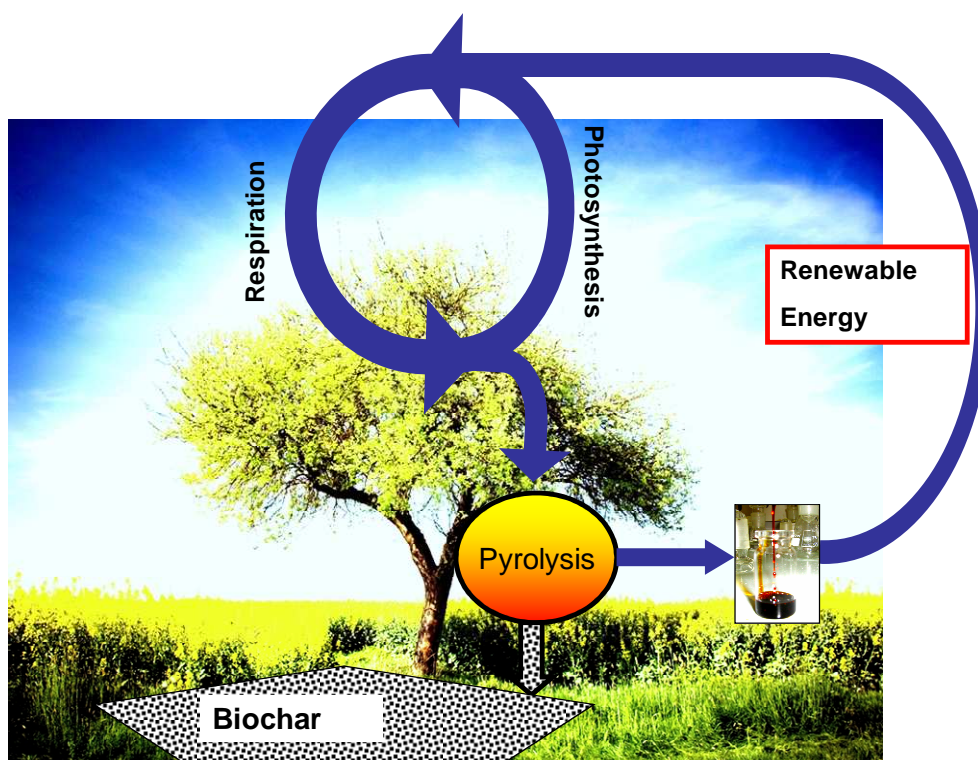 Respiration
Photosynthesis
Renewable
Energy
Pyrolysis
Biochar